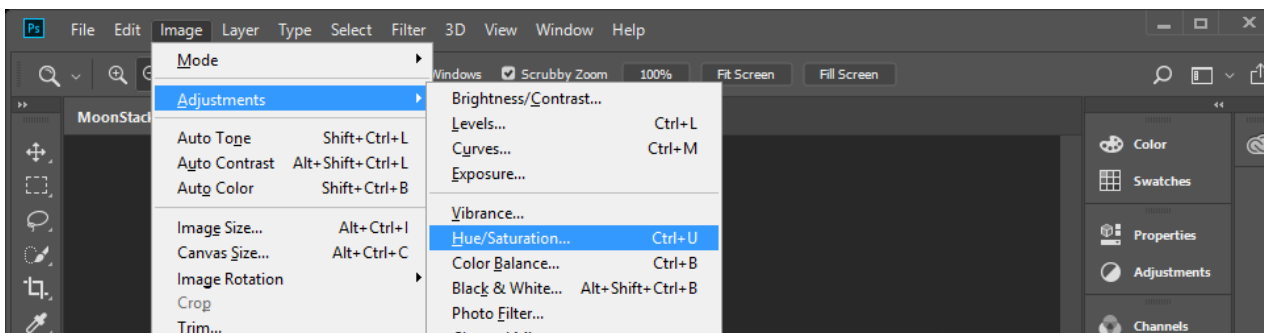 Ps File Edit Image Layer Type Select Filter 3D View Window Help
Windows Scrubby Zoom 100% Fit Screen Fill Screen
MoonStack
Mode
Adjustments
Auto Tone Shift+Ctrl+L
Auto Contrast Alt+Shift+Ctrl+L
Auto Color Shift+Ctrl+B
Image Size... Alt+Ctrl+I
Canvas Size... Alt+Ctrl+C
Image Rotation
Crop
Trim...
Brightness/Contrast...
Levels... Ctrl+L
Curves... Ctrl+M
Exposure...
Vibrance...
Hue/Saturation... Ctrl+U
Color Balance... Ctrl+B
Black & White... Alt+Shift+Ctrl+B
Photo Filter...
Color
Swatches
Properties
Adjustments
Channels